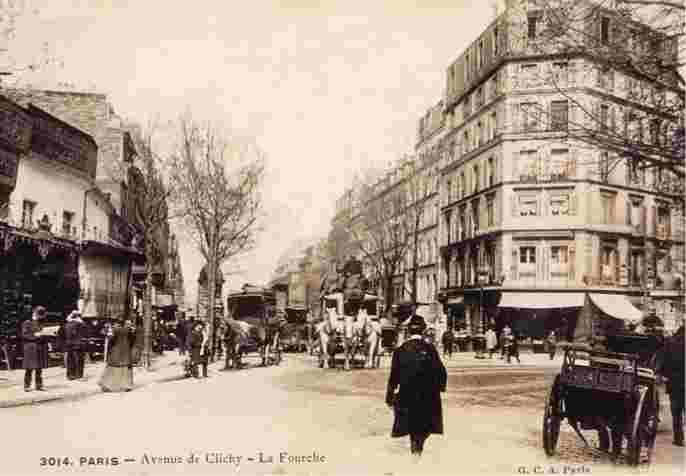 3014. PARIS — Avenue de Clichy - La Fourche
G. C. A. Paris